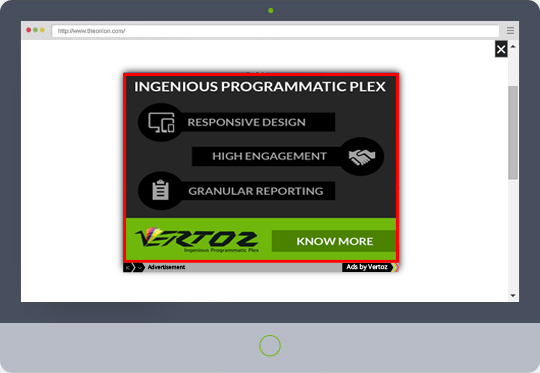 http://www.theonion.com/
INGENIOUS PROGRAMMATIC PLEX
RESPONSIVE DESIGN
HIGH ENGAGEMENT
GRANULAR REPORTING
VERTOZ
Ingenious Programmatic Plex
KNOW MORE
Advertisement
Ads by Vertoz